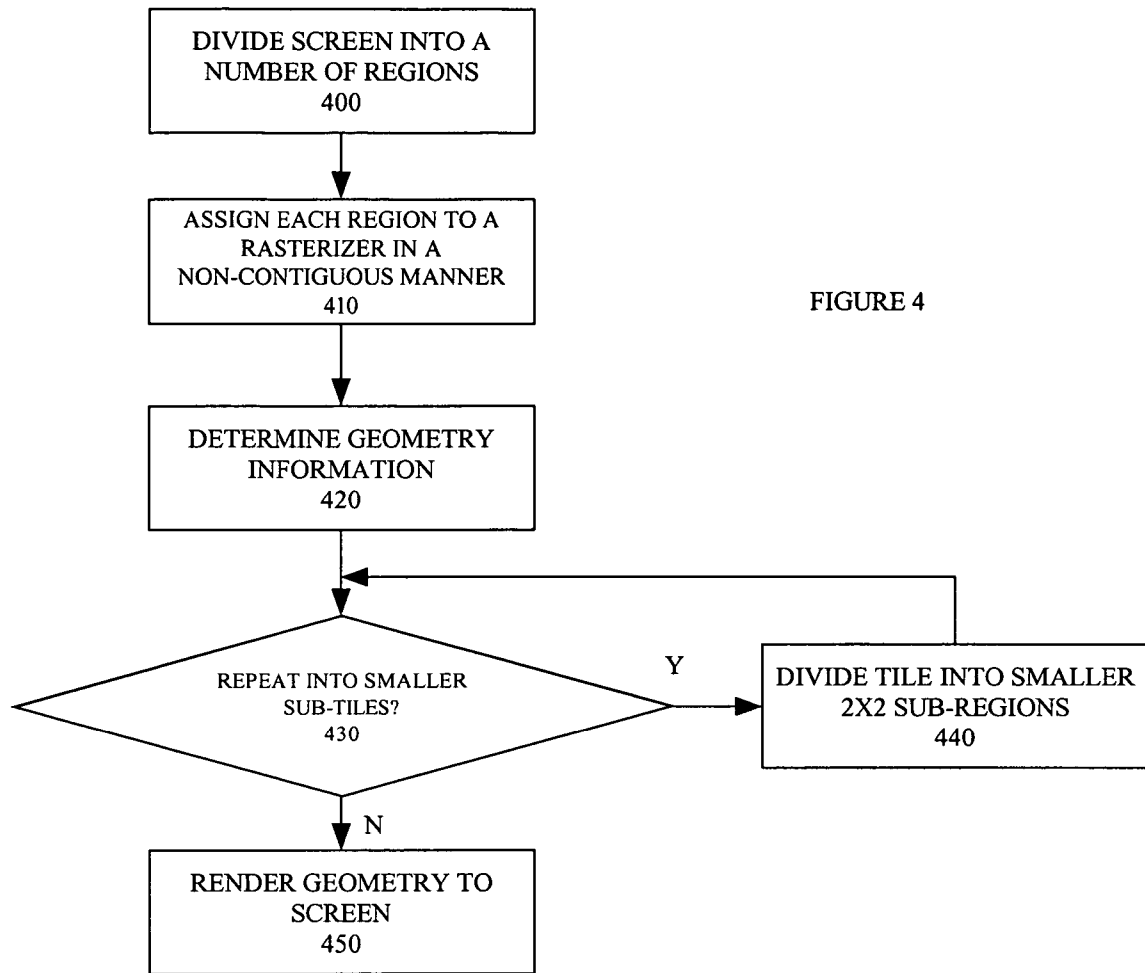 DIVIDE SCREEN INTO A
NUMBER OF REGIONS
400
ASSIGN EACH REGION TO A
RASTERIZER IN A
NON-CONTIGUOUS MANNER
410
FIGURE 4
DETERMINE GEOMETRY
INFORMATION
420
REPEAT INTO SMALLER
SUB-TILES?
430
Y
DIVIDE TILE INTO SMALLER
2X2 SUB-REGIONS
440
N
RENDER GEOMETRY TO
SCREEN
450